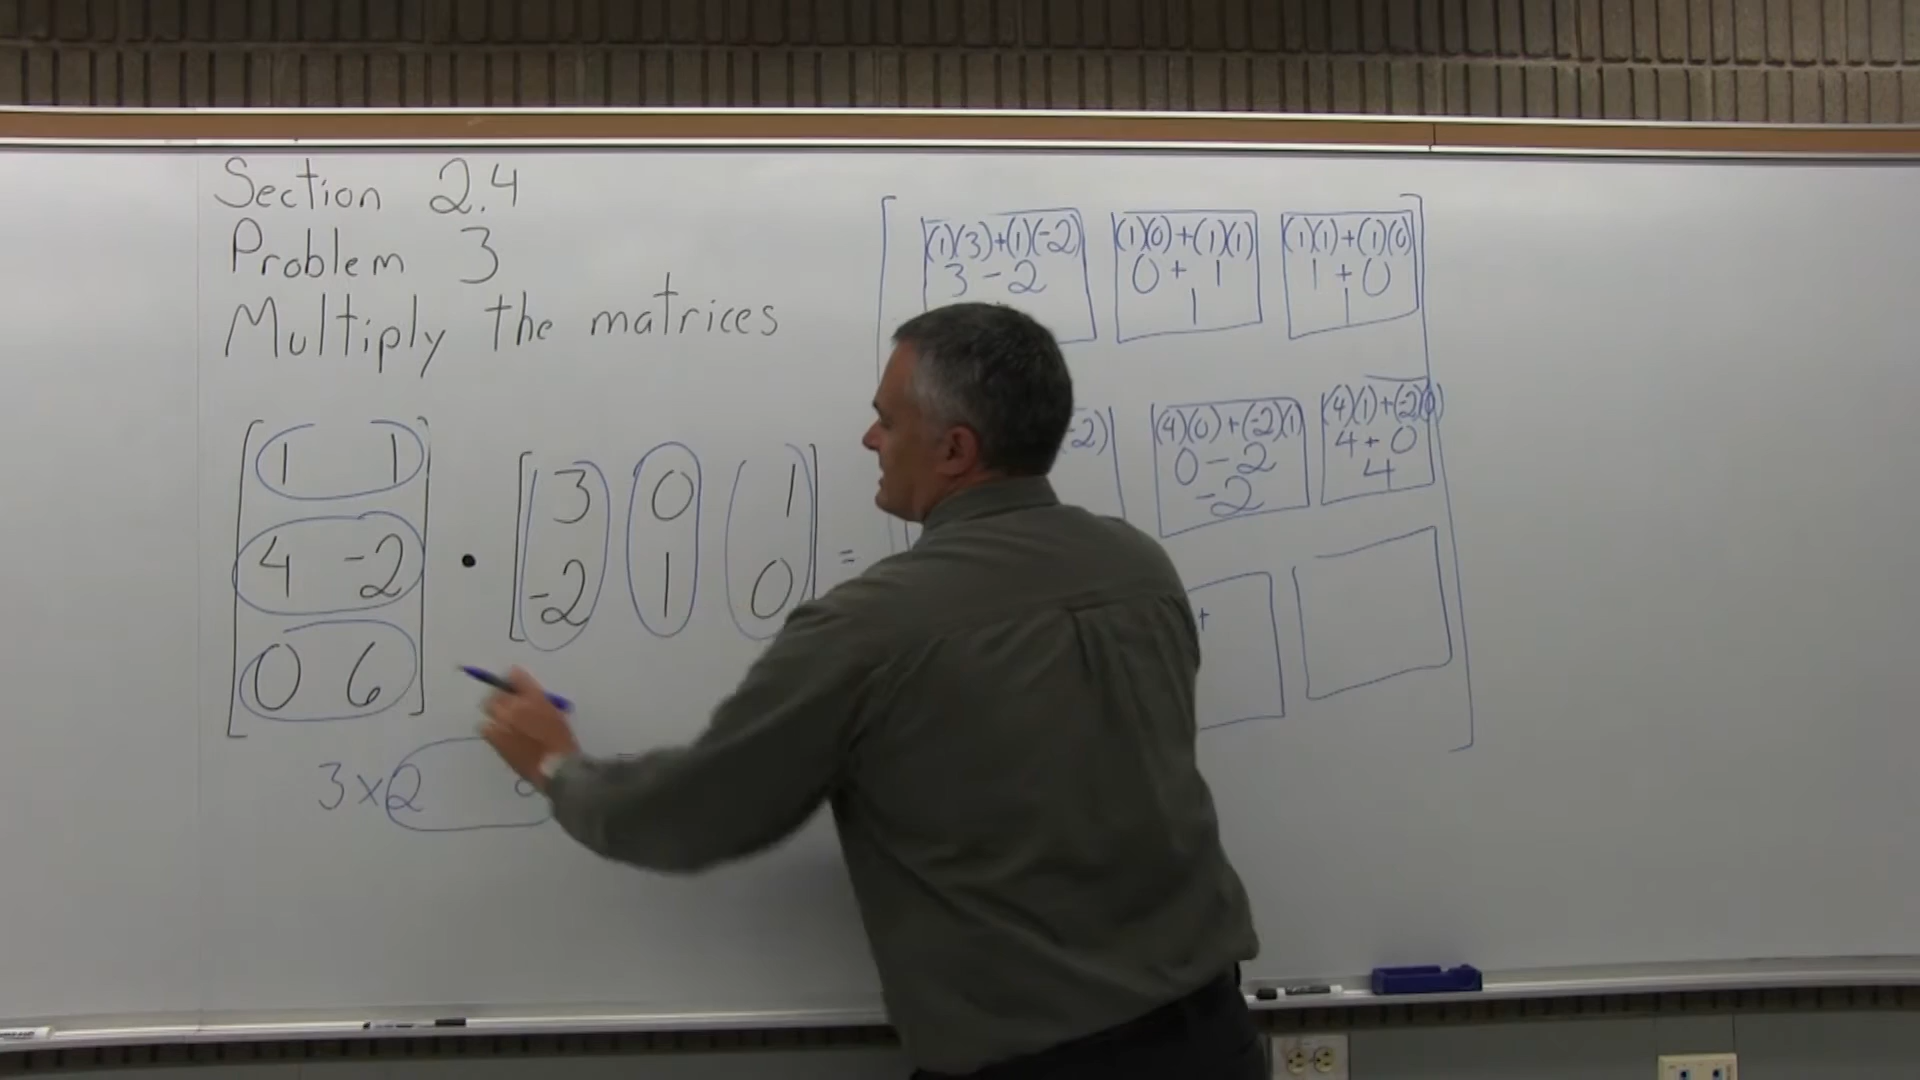 Section 2.4
Problem 3
Multiply the matrices
1 1
4 -2
0 6
•
3 0 1
-2 1 0
=
3×2
(1)(3)+(1)(-2)
3 - 2
(1)(0)+(1)(1)
0 + 1
1
(1)(1)+(1)(0)
1 + 0
1
-2)
(4)(0)+(-2)(1)
0 - 2
-2
(4)(1)+(-2)(0)
4 + 0
4
+